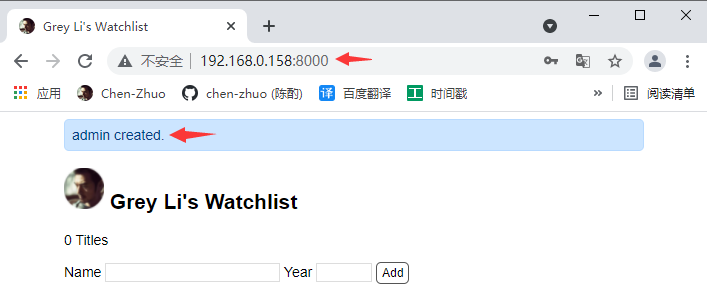 Grey Li's Watchlist
不安全 192.168.0.158:8000
应用 Chen-Zhuo chen-zhuo (陈酌) 译 百度翻译 工 时间戳 » 阅读清单
admin created.
Grey Li's Watchlist
0 Titles
Name Year Add